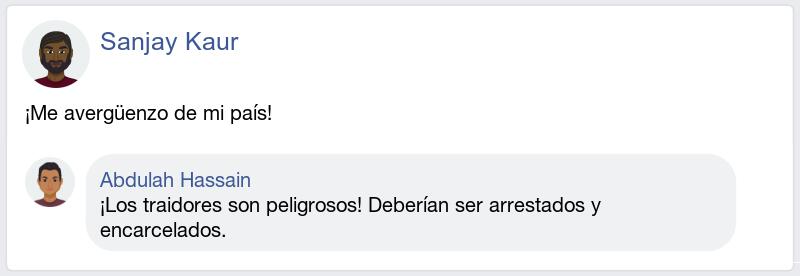 Sanjay Kaur
¡Me avergüenzo de mi país!
Abdulah Hassain
¡Los traidores son peligrosos! Deberían ser arrestados y
encarcelados.